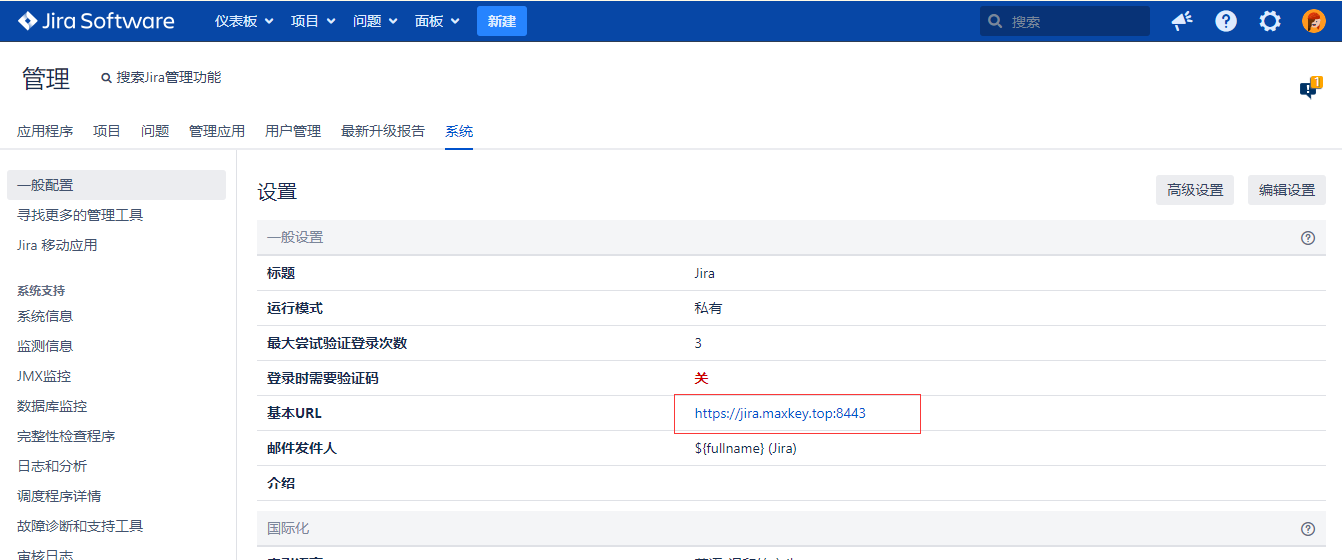 Jira Software 仪表板 项目 问题 面板 新建 搜索
管理 搜索Jira管理功能
1
应用程序 项目 问题 管理应用 用户管理 最新升级报告 系统
一般配置
寻找更多的管理工具
Jira 移动应用
系统支持
系统信息
监测信息
JMX监控
数据库监控
完整性检查程序
日志和分析
调度程序详情
故障诊断和支持工具
审核日志
设置 高级设置 编辑设置
一般设置
标题 Jira
运行模式 私有
最大尝试验证登录次数 3
登录时需要验证码 关
基本URL https://jira.maxkey.top:8443
邮件发件人 ${fullname} (Jira)
介绍
国际化